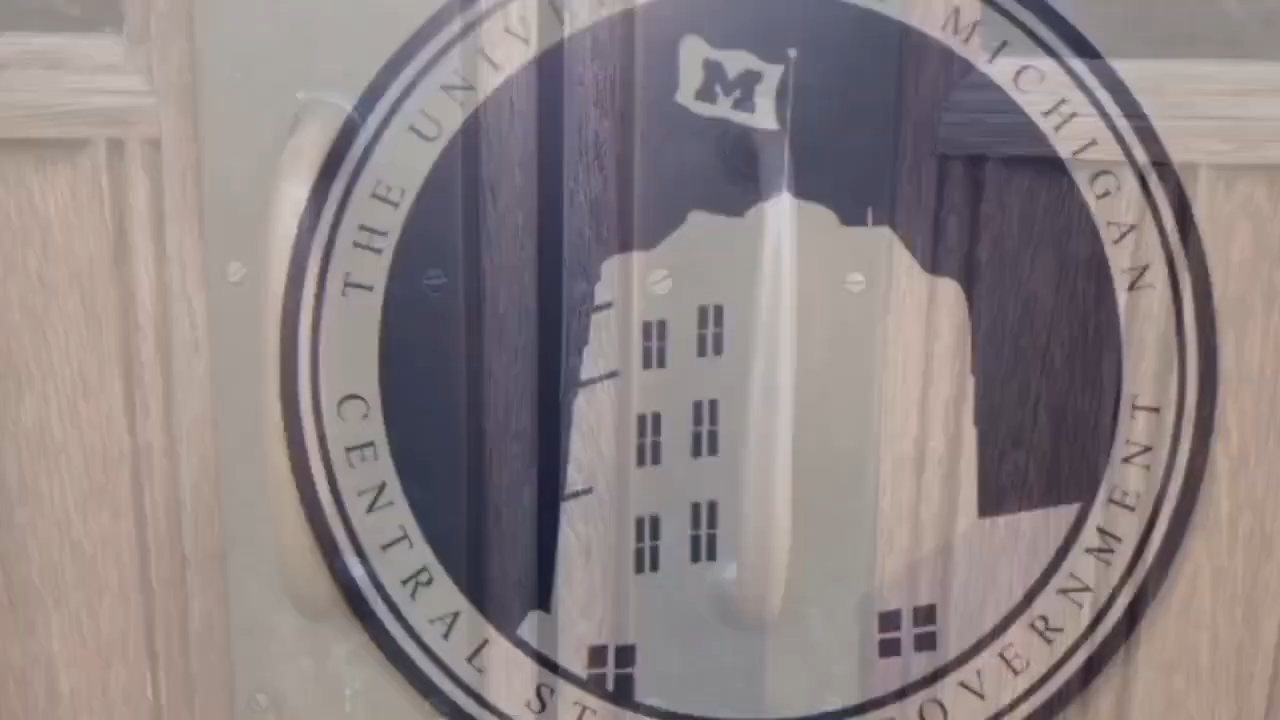 THE UNIV
MICHIGAN
M
CENTRAL ST
OVERNMENT